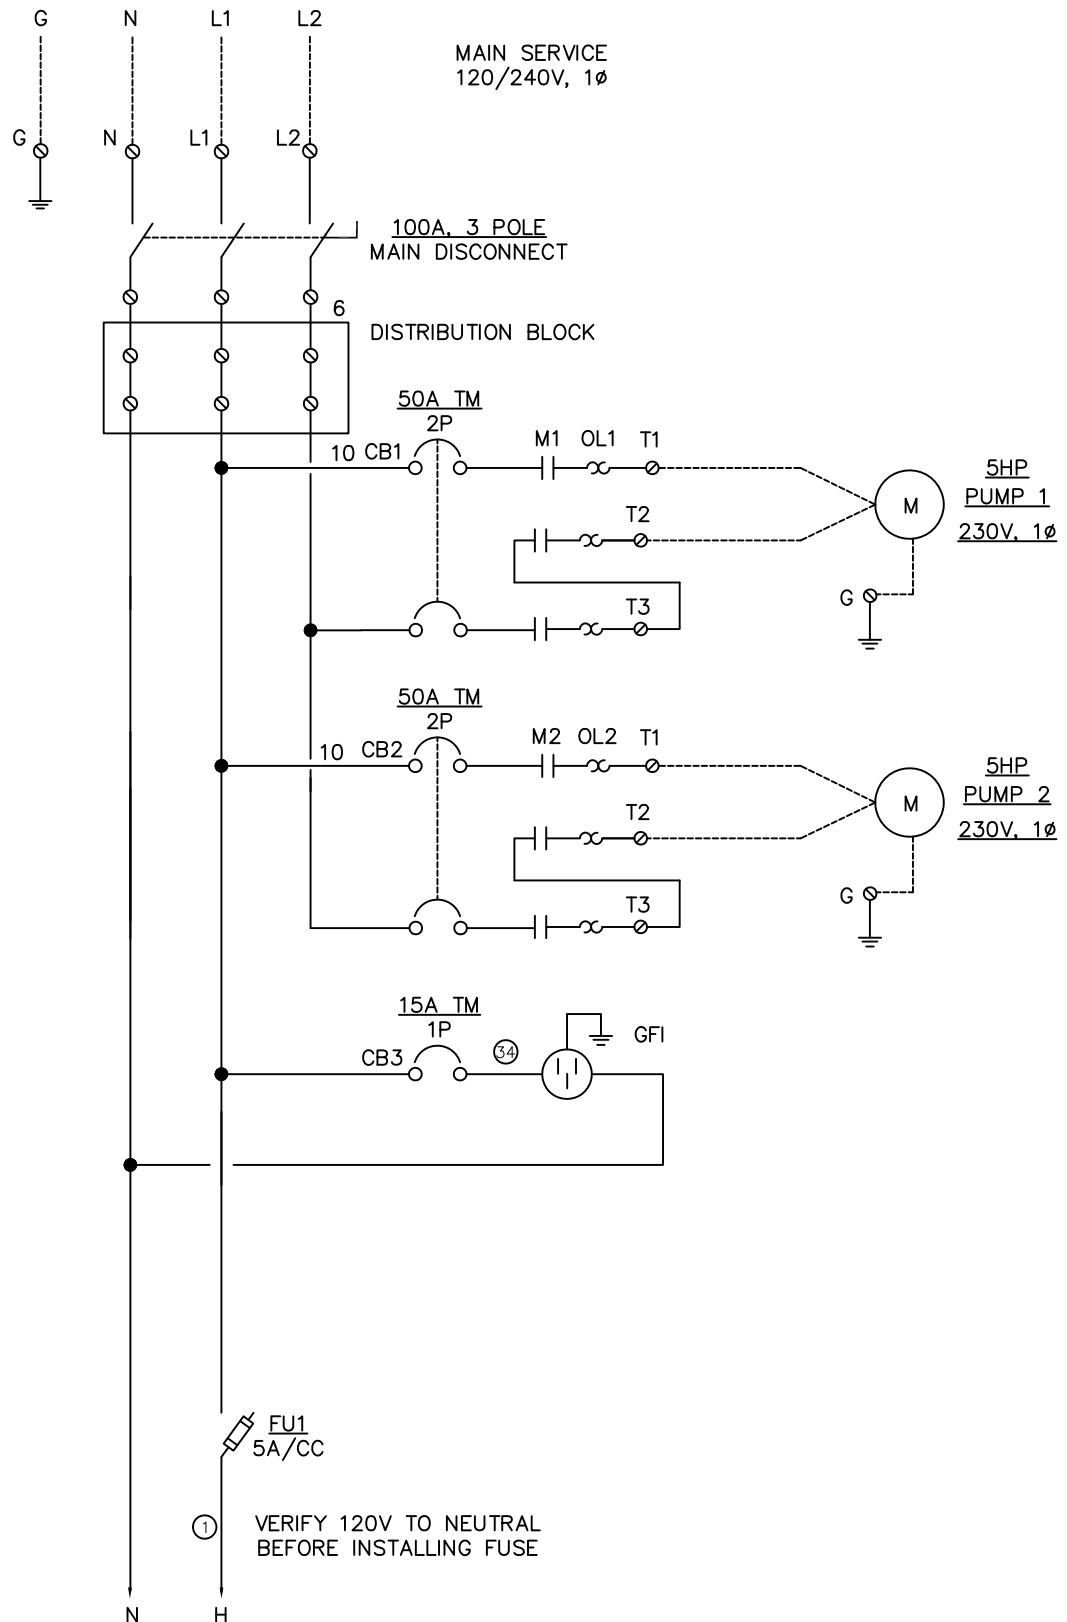 G N L1 L2
MAIN SERVICE
120/240V, 1ø
G N L1 L2
100A, 3 POLE
MAIN DISCONNECT
6
DISTRIBUTION BLOCK
50A TM
2P
10 CB1 M1 OL1 T1
5HP
PUMP 1
230V, 1ø
M
T2
G
T3
50A TM
2P
10 CB2 M2 OL2 T1
5HP
PUMP 2
230V, 1ø
M
T2
G
T3
15A TM
1P
CB3 34 GFI
FU1
5A/CC
1
VERIFY 120V TO NEUTRAL
BEFORE INSTALLING FUSE
N H